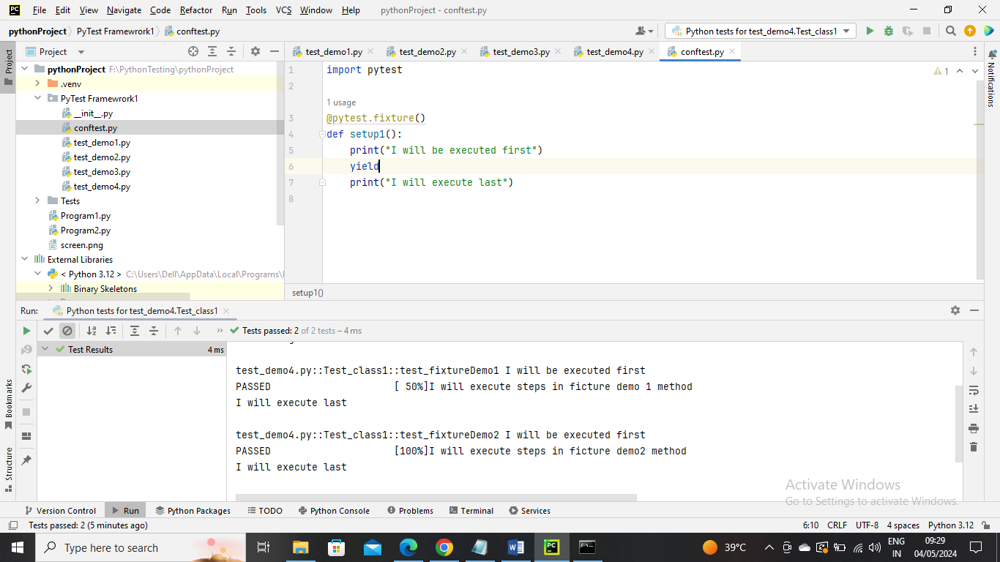 PC File Edit View Navigate Code Refactor Run Tools VCS Window Help pythonProject - conftest.py
pythonProject PyTest Framewrork1 conftest.py Python tests for test_demo4.Test_class1
Project
Project
test_demo1.py test_demo2.py test_demo3.py test_demo4.py conftest.py
Notifications
pythonProject F:\PythonTesting\pythonProject
.venv
PyTest Framewrork1
__init__.py
conftest.py
test_demo1.py
test_demo2.py
test_demo3.py
test_demo4.py
Tests
Program1.py
Program2.py
screen.png
External Libraries
< Python 3.12 > C:\Users\Dell\AppData\Local\Programs\
Binary Skeletons
1 import pytest
1
2
1 usage
3 @pytest.fixture()
4 def setup1():
5 print("I will be executed first")
6 yield
7 print("I will execute last")
8
setup1()
Run: Python tests for test_demo4.Test_class1
Tests passed: 2 of 2 tests – 4 ms
Test Results 4 ms
test_demo4.py::Test_class1::test_fixtureDemo1 I will be executed first
PASSED [ 50%]I will execute steps in ficture demo 1 method
I will execute last
test_demo4.py::Test_class1::test_fixtureDemo2 I will be executed first
PASSED [100%]I will execute steps in ficture demo2 method
I will execute last
Bookmarks
Structure
Activate Windows
Go to Settings to activate Windows.
Version Control Run Python Packages TODO Python Console Problems Terminal Services
Tests passed: 2 (5 minutes ago) 6:10 CRLF UTF-8 4 spaces Python 3.12
Type here to search 39°C ENG 09:29
IN 04/05/2024